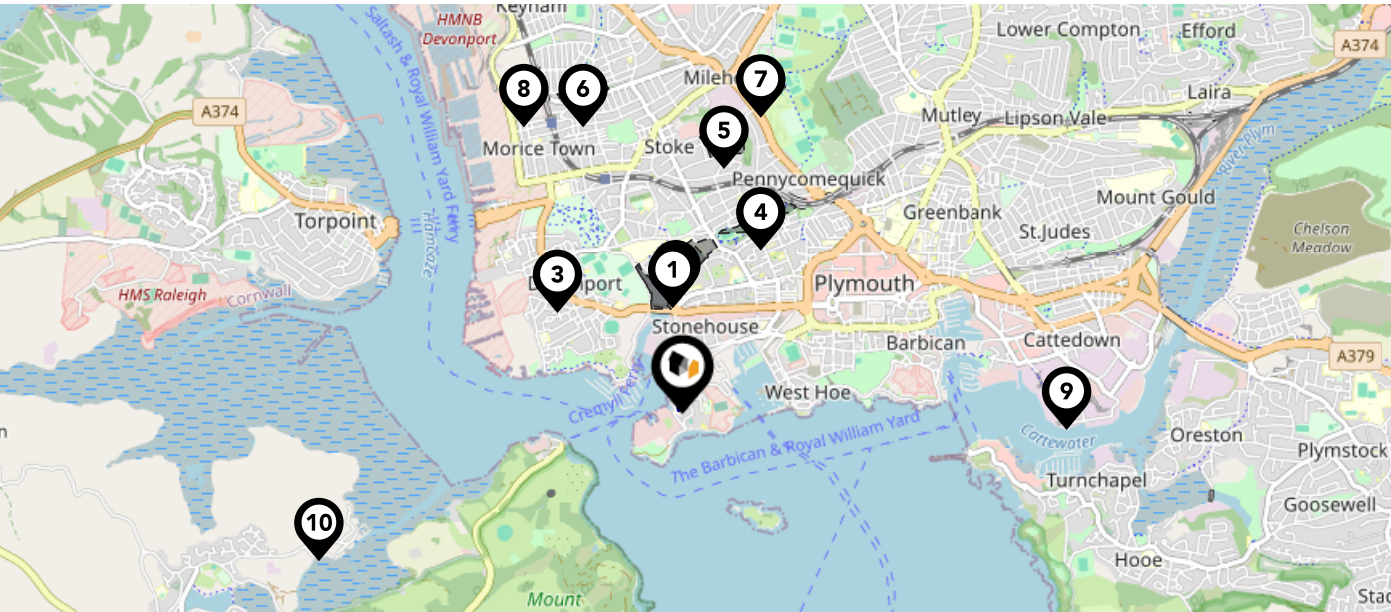 Keyham
HMNB
Devonport
Lower Compton
Efford
A374
Saltash & Royal William Yard Ferry
Mileh
7
8
6
Laira
A374
Mutley
Lipson Vale
5
Morice Town
Stoke
River Plym
Pennycomequick
Mount Gould
4
Greenbank
Torpoint
Hamoaze
St.Judes
Chelson
Meadow
3
1
D
port
Plymouth
HMS Raleigh
Cornwall
Stonehouse
Barbican
Cattedown
A379
Cremyll Ferry
West Hoe
9
The Barbican & Royal William Yard
Cattewater
Oreston
Plymstock
n
Turnchapel
Goosewell
10
Hooe
Mount
Stad